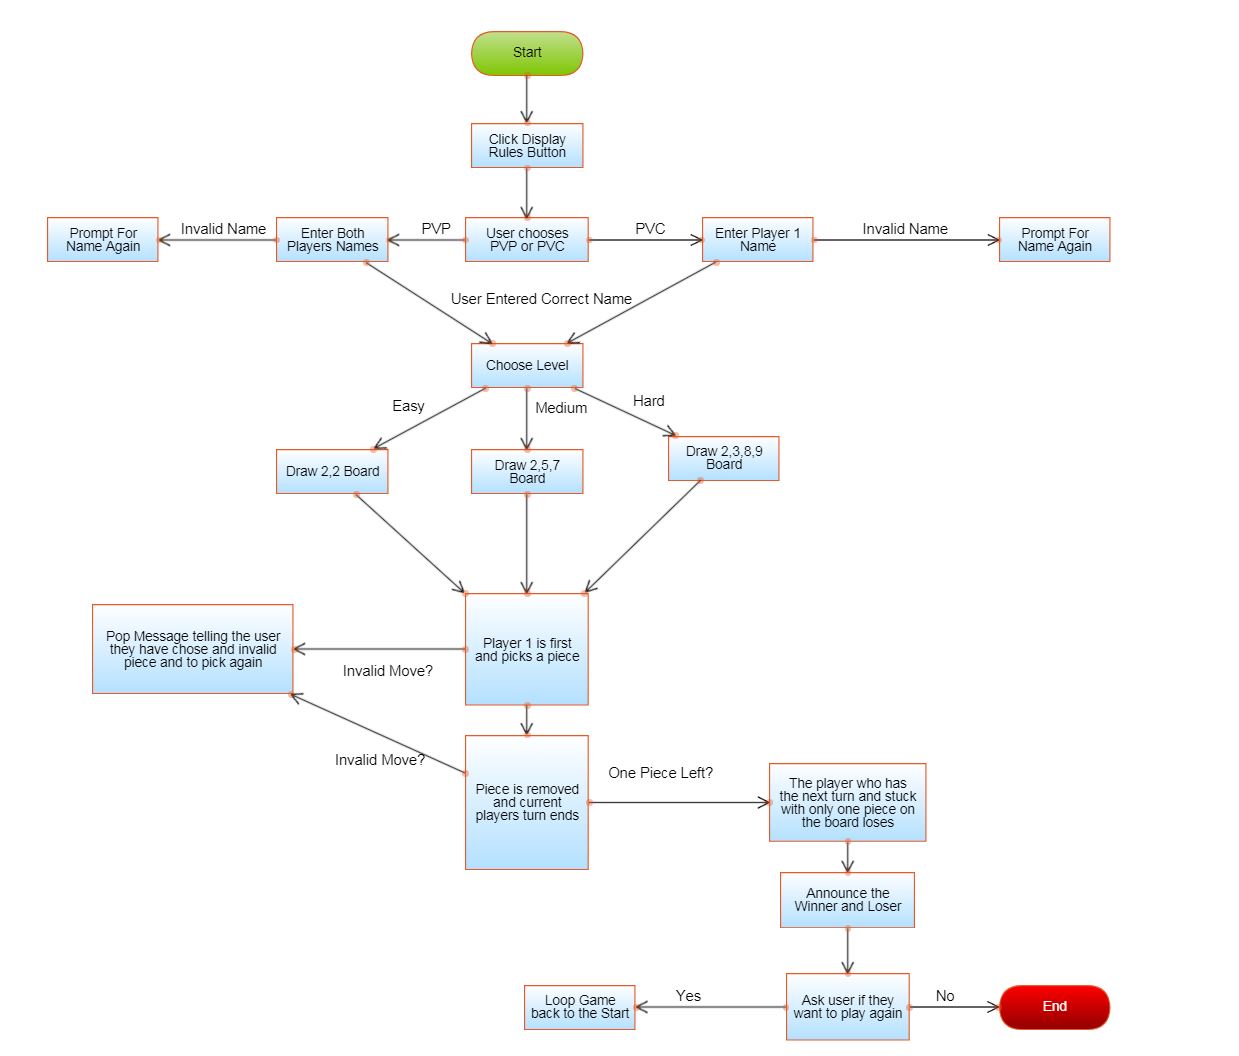 Start
Click Display
Rules Button
Prompt For
Name Again
Invalid Name
Enter Both
Players Names
PVP
User chooses
PVP or PVC
PVC
Enter Player 1
Name
Invalid Name
Prompt For
Name Again
User Entered Correct Name
Choose Level
Easy
Medium
Hard
Draw 2,2 Board
Draw 2,5,7
Board
Draw 2,3,8,9
Board
Pop Message telling the user
they have chose and invalid
piece and to pick again
Invalid Move?
Player 1 is first
and picks a piece
Invalid Move?
Piece is removed
and current
players turn ends
One Piece Left?
The player who has
the next turn and stuck
with only one piece on
the board loses
Announce the
Winner and Loser
Loop Game
back to the Start
Yes
Ask user if they
want to play again
No
End